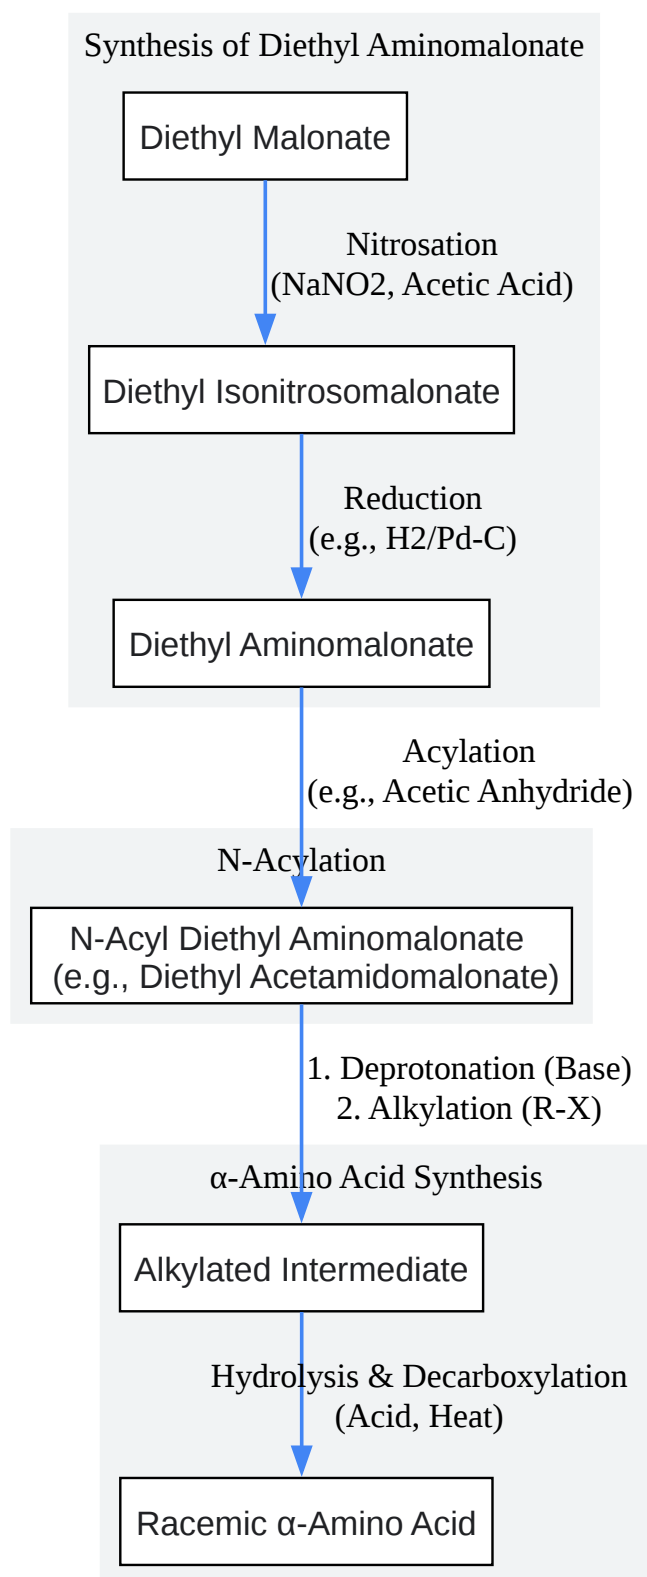 Synthesis of Diethyl Aminomalonate
Diethyl Malonate
Nitrosation
(NaNO2, Acetic Acid)
Diethyl Isonitrosomalonate
Reduction
(e.g., H2/Pd-C)
Diethyl Aminomalonate
Acylation
(e.g., Acetic Anhydride)
N-Acylation
N-Acyl Diethyl Aminomalonate
(e.g., Diethyl Acetamidomalonate)
1. Deprotonation (Base)
2. Alkylation (R-X)
α-Amino Acid Synthesis
Alkylated Intermediate
Hydrolysis & Decarboxylation
(Acid, Heat)
Racemic α-Amino Acid